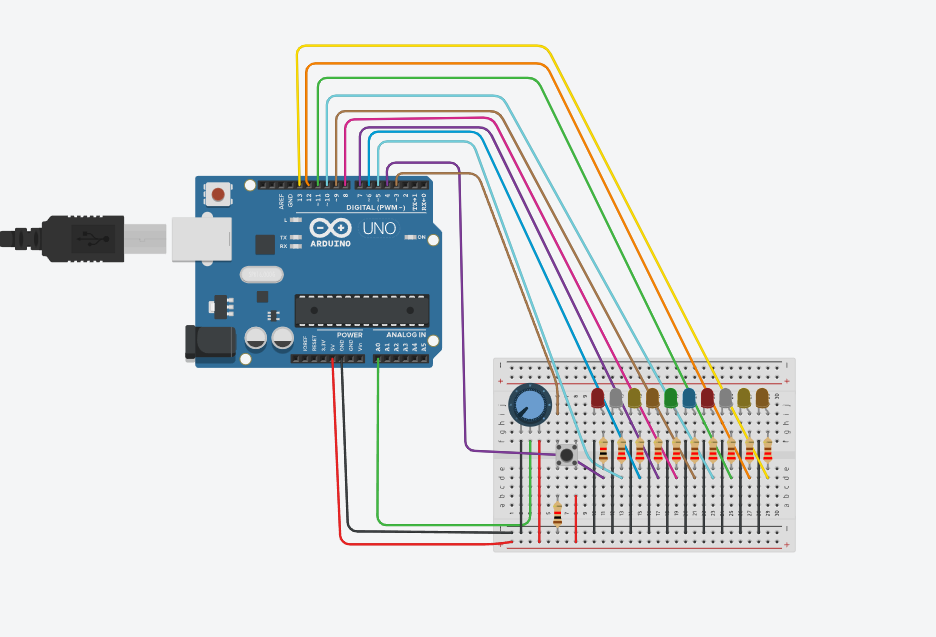 AREF
GND
13
12
~11
~10
~9
8
7
~6
~5
4
~3
2
TX→1
RX←0
DIGITAL (PWM ~)
L
TX
RX
UNO
ON
ARDUINO
POWER
ANALOG IN
IOREF
RESET
3.3V
5V
GND
GND
Vin
A0
A1
A2
A3
A4
A5
j
i
h
g
f
j
i
h
g
f
e
d
c
b
a
e
d
c
b
a